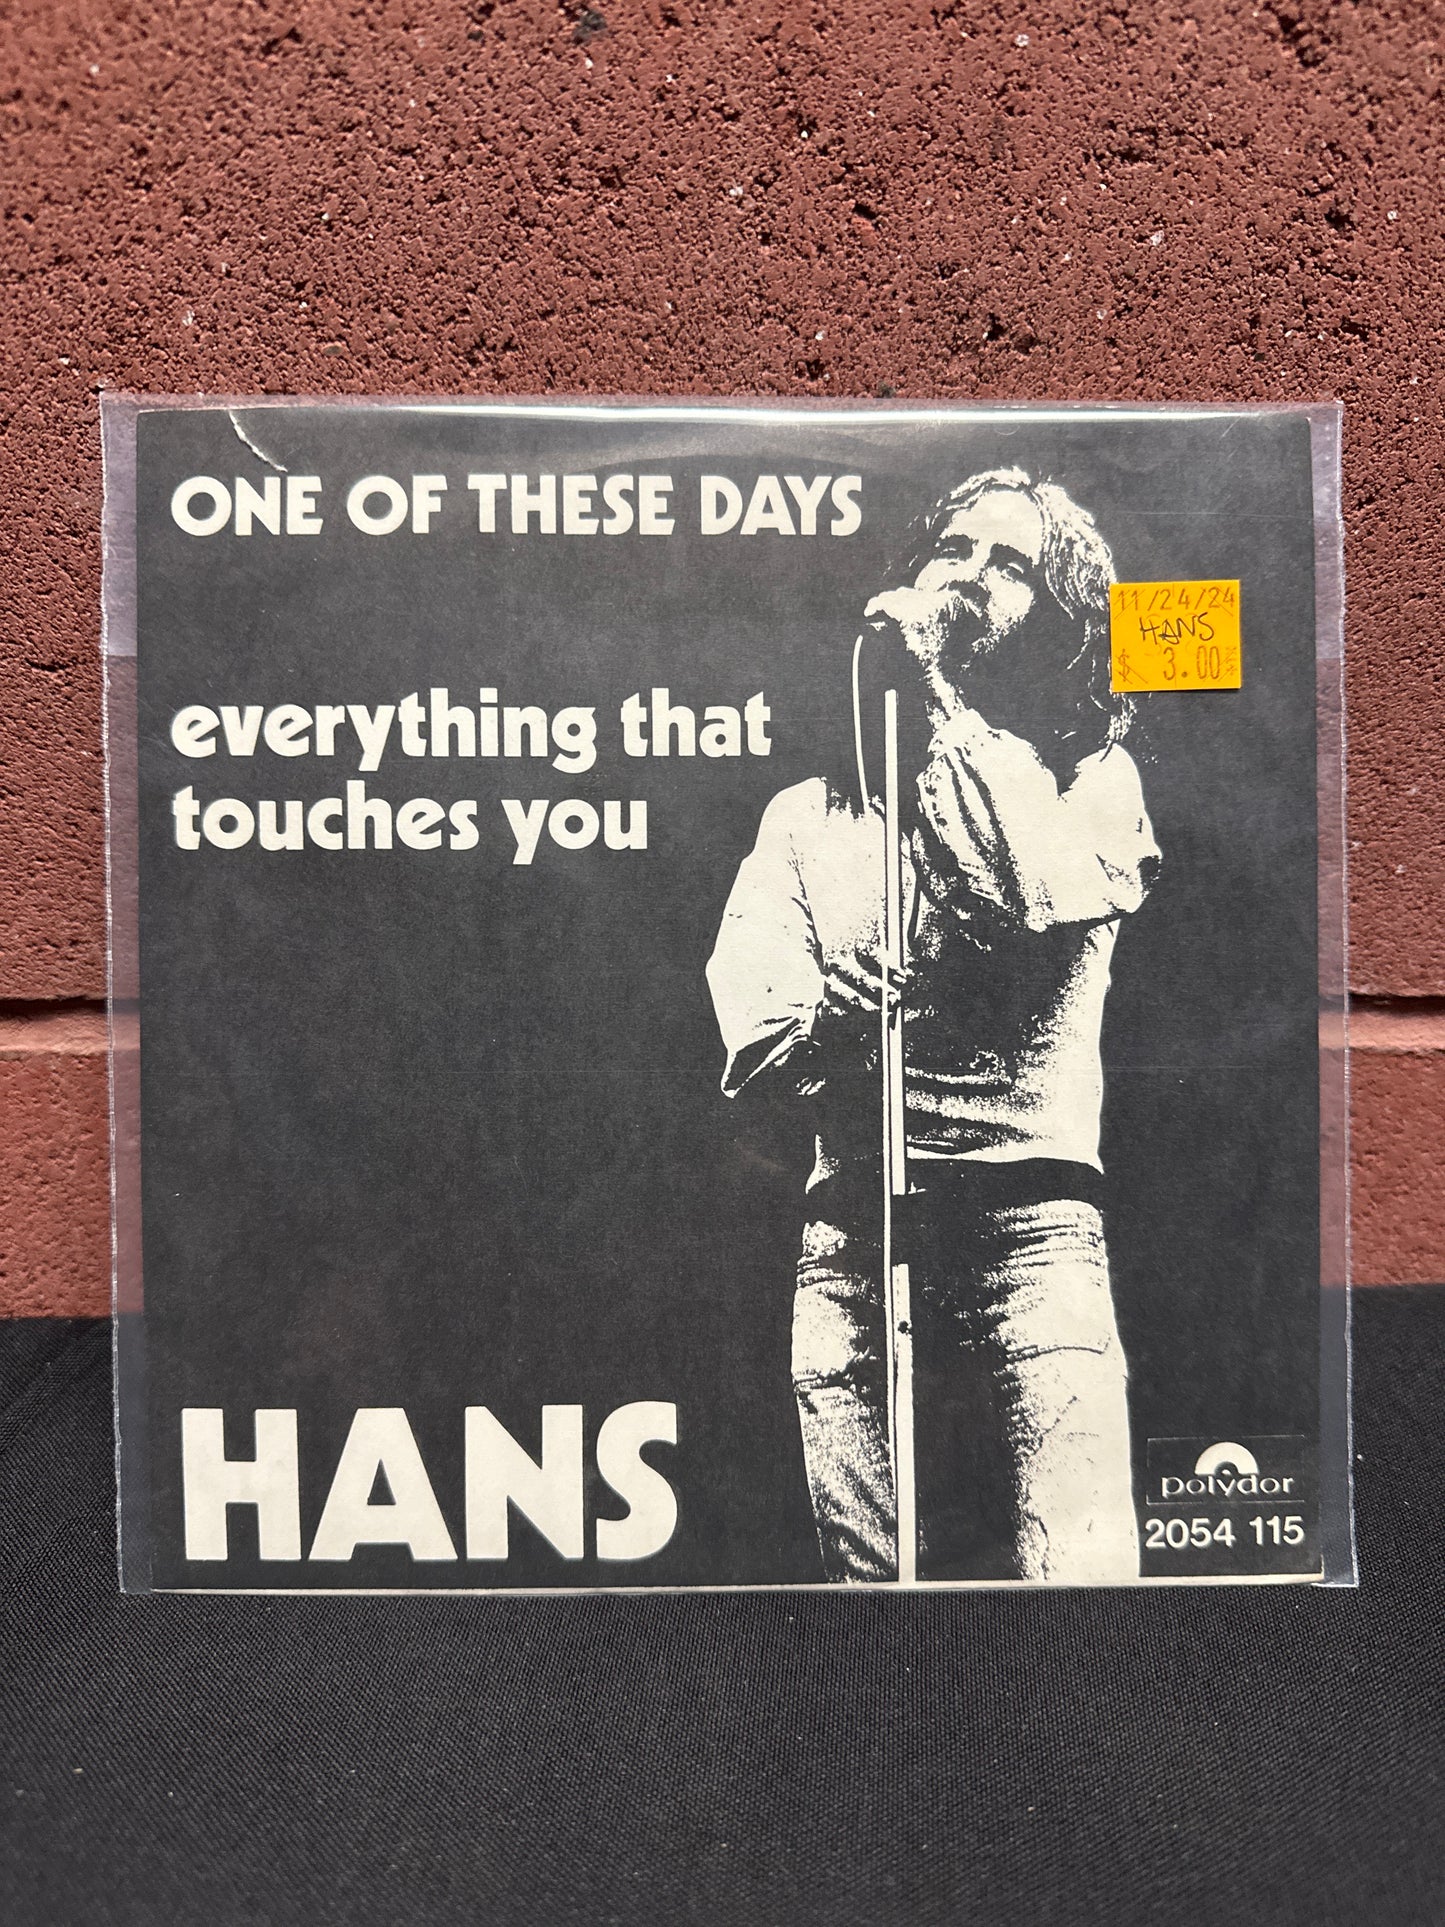 ONE OF THESE DAYS
11/24/24
HANS
$ 3.00
everything that
touches you
HANS
polydor
2054 115